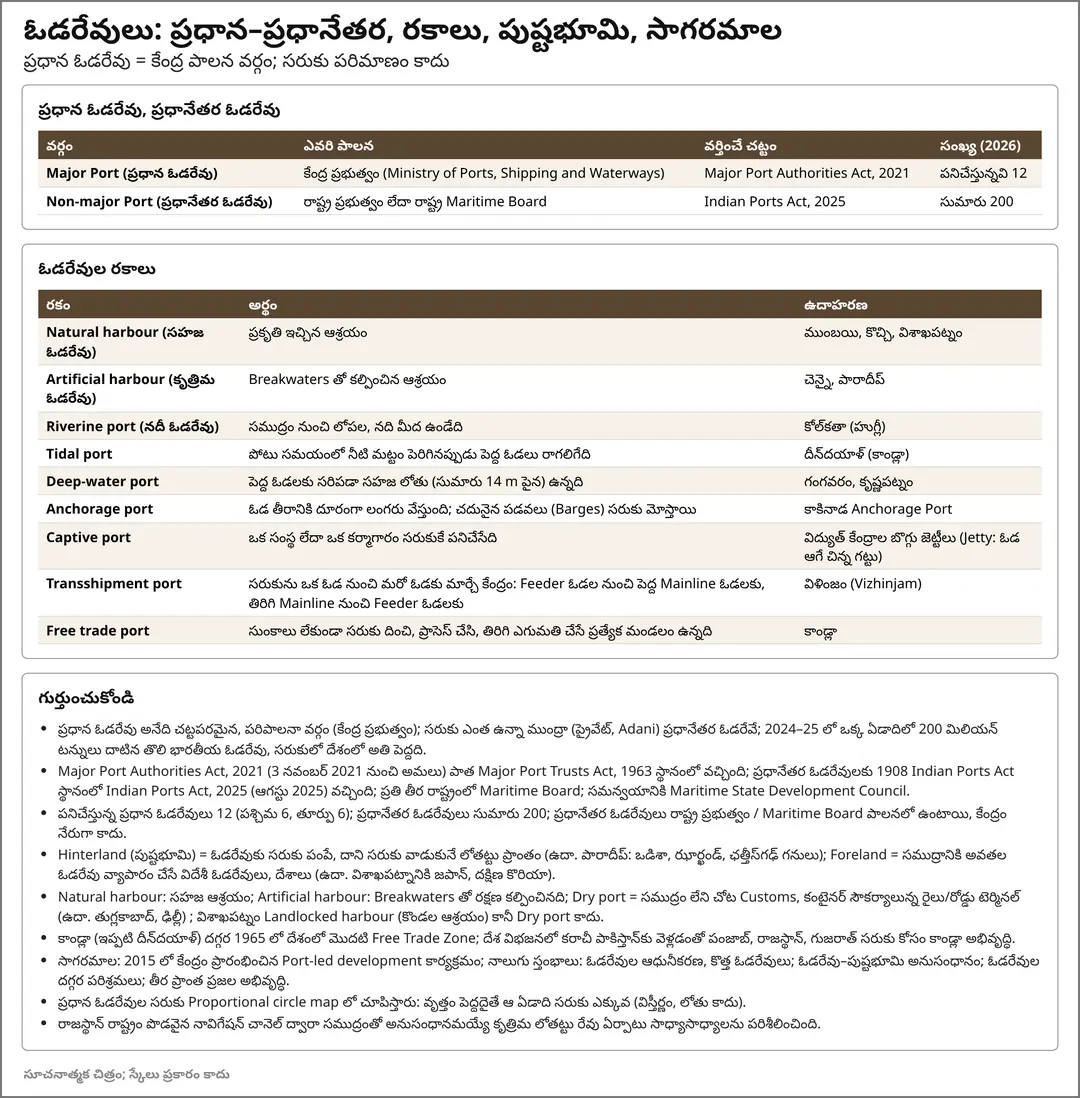 ఓడరేవులు: ప్రధాన–ప్రధానేతర, రకాలు, పుష్టభూమి, సాగరమాల
ప్రధాన ఓడరేవు = కేంద్ర పాలన వర్గం; సరుకు పరిమాణం కాదు
ప్రధాన ఓడరేవు, ప్రధానేతర ఓడరేవు
వర్గం ఎవరి పాలన వర్తించే చట్టం సంఖ్య (2026)
Major Port (ప్రధాన ఓడరేవు) కేంద్ర ప్రభుత్వం (Ministry of Ports, Shipping and Waterways) Major Port Authorities Act, 2021 పనిచేస్తున్నవి 12
Non-major Port (ప్రధానేతర ఓడరేవు) రాష్ట్ర ప్రభుత్వం లేదా రాష్ట్ర Maritime Board Indian Ports Act, 2025 సుమారు 200
ఓడరేవుల రకాలు
రకం అర్థం ఉదాహరణ
Natural harbour (సహజ ఓడరేవు) ప్రకృతి ఇచ్చిన ఆశ్రయం ముంబయి, కొచ్చి, విశాఖపట్నం
Artificial harbour (కృత్రిమ ఓడరేవు) Breakwaters తో కల్పించిన ఆశ్రయం చెన్నై, పారాదీప్
Riverine port (నదీ ఓడరేవు) సముద్రం నుంచి లోపల, నది మీద ఉండేది కోల్‌కతా (హుగ్లీ)
Tidal port పోటు సమయంలో నీటి మట్టం పెరిగినప్పుడు పెద్ద ఓడలు రాగలిగేది దీన్‌దయాళ్ (కాండ్లా)
Deep-water port పెద్ద ఓడలకు సరిపడా సహజ లోతు (సుమారు 14 m పైన) ఉన్నది గంగవరం, కృష్ణపట్నం
Anchorage port ఓడ తీరానికి దూరంగా లంగరు వేస్తుంది; చదునైన పడవలు (Barges) సరుకు మోస్తాయి కాకినాడ Anchorage Port
Captive port ఒక సంస్థ లేదా ఒక కర్మాగారం సరుకుకే పనిచేసేది విద్యుత్ కేంద్రాల బొగ్గు జెట్టీలు (Jetty: ఓడ ఆగే చిన్న గట్టు)
Transshipment port సరుకును ఒక ఓడ నుంచి మరో ఓడకు మార్చే కేంద్రం: Feeder ఓడల నుంచి పెద్ద Mainline ఓడలకు, తిరిగి Mainline నుంచి Feeder ఓడలకు విళింజం (Vizhinjam)
Free trade port సుంకాలు లేకుండా సరుకు దించి, ప్రాసెస్ చేసి, తిరిగి ఎగుమతి చేసే ప్రత్యేక మండలం ఉన్నది కాండ్లా
గుర్తుంచుకోండి
• ప్రధాన ఓడరేవు అనేది చట్టపరమైన, పరిపాలనా వర్గం (కేంద్ర ప్రభుత్వం); సరుకు ఎంత ఉన్నా ముంద్రా (ప్రైవేట్, Adani) ప్రధానేతర ఓడరేవే; 2024–25 లో ఒక్క ఏడాదిలో 200 మిలియన్
టన్నులు దాటిన తొలి భారతీయ ఓడరేవు, సరుకులో దేశంలో అతి పెద్దది.
• Major Port Authorities Act, 2021 (3 నవంబర్ 2021 నుంచి అమలు) పాత Major Port Trusts Act, 1963 స్థానంలో వచ్చింది; ప్రధానేతర ఓడరేవులకు 1908 Indian Ports Act
స్థానంలో Indian Ports Act, 2025 (ఆగస్టు 2025) వచ్చింది; ప్రతి తీర రాష్ట్రంలో Maritime Board; సమన్వయానికి Maritime State Development Council.
• పనిచేస్తున్న ప్రధాన ఓడరేవులు 12 (పశ్చిమ 6, తూర్పు 6); ప్రధానేతర ఓడరేవులు సుమారు 200; ప్రధానేతర ఓడరేవులు రాష్ట్ర ప్రభుత్వం / Maritime Board పాలనలో ఉంటాయి, కేంద్రం
నేరుగా కాదు.
• Hinterland (పుష్టభూమి) = ఓడరేవుకు సరుకు పంపే, దాని సరుకు వాడుకునే లోతట్టు ప్రాంతం (ఉదా. పారాదీప్: ఒడిశా, ఝార్ఖండ్, ఛత్తీస్‌గఢ్ గనులు); Foreland = సముద్రానికి అవతల
ఓడరేవు వ్యాపారం చేసే విదేశీ ఓడరేవులు, దేశాలు (ఉదా. విశాఖపట్నానికి జపాన్, దక్షిణ కొరియా).
• Natural harbour: సహజ ఆశ్రయం; Artificial harbour: Breakwaters తో రక్షణ కల్పించినది; Dry port = సముద్రం లేని చోట Customs, కంటైనర్ సౌకర్యాలున్న రైలు/రోడ్డు టెర్మినల్
(ఉదా. తుగ్లకాబాద్, ఢిల్లీ) ; విశాఖపట్నం Landlocked harbour (కొండల ఆశ్రయం) కానీ Dry port కాదు.
• కాండ్లా (ఇప్పటి దీన్‌దయాళ్) దగ్గర 1965 లో దేశంలో మొదటి Free Trade Zone; దేశ విభజనలో కరాచీ పాకిస్తాన్‌కు వెళ్లడంతో పంజాబ్, రాజస్థాన్, గుజరాత్ సరుకు కోసం కాండ్లా అభివృద్ధి.
• సాగరమాల: 2015 లో కేంద్రం ప్రారంభించిన Port-led development కార్యక్రమం; నాలుగు స్తంభాలు: ఓడరేవుల ఆధునీకరణ, కొత్త ఓడరేవులు; ఓడరేవు–పుష్టభూమి అనుసంధానం; ఓడరేవుల
దగ్గర పరిశ్రమలు; తీర ప్రాంత ప్రజల అభివృద్ధి.
• ప్రధాన ఓడరేవుల సరుకు Proportional circle map లో చూపిస్తారు: వృత్తం పెద్దదైతే ఆ ఏడాది సరుకు ఎక్కువ (విస్తీర్ణం, లోతు కాదు).
• రాజస్థాన్ రాష్ట్రం పొడవైన నావిగేషన్ చానెల్ ద్వారా సముద్రంతో అనుసంధానమయ్యే కృత్రిమ లోతట్టు రేవు ఏర్పాటు సాధ్యాసాధ్యాలను పరిశీలించింది.
సూచనాత్మక చిత్రం; స్కేలు ప్రకారం కాదు